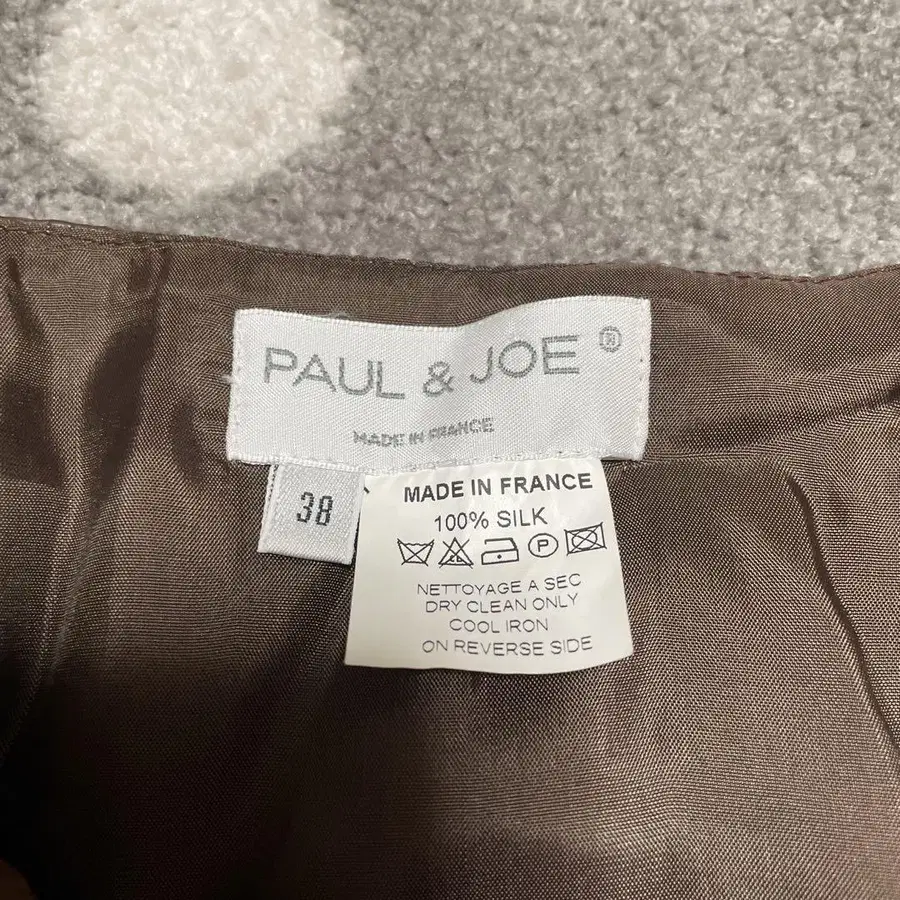 PAUL & JOE ®
MADE IN FRANCE
38
MADE IN FRANCE
100% SILK
CL P
NETTOYAGE A SEC
DRY CLEAN ONLY
COOL IRON
ON REVERSE SIDE